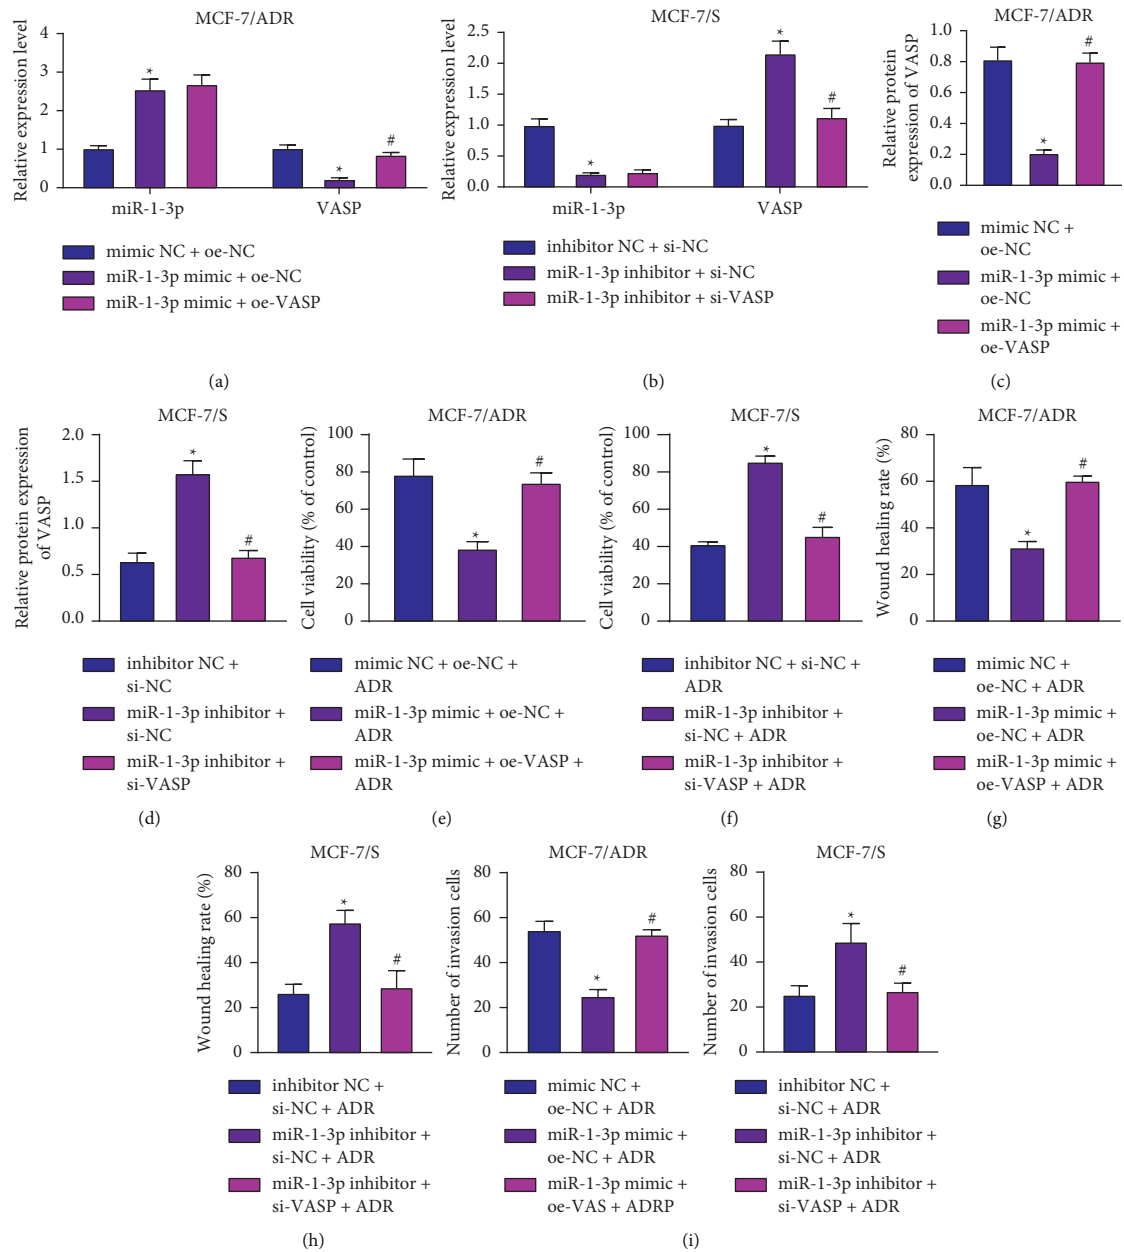 MCF-7/ADR
Relative expression level
4
3
2
1
0
*
*
#
miR-1-3p
VASP
mimic NC + oe-NC
miR-1-3p mimic + oe-NC
miR-1-3p mimic + oe-VASP
(a)
MCF-7/S
Relative expression level
2.5
2.0
1.5
1.0
0.5
0.0
*
*
#
miR-1-3p
VASP
inhibitor NC + si-NC
miR-1-3p inhibitor + si-NC
miR-1-3p inhibitor + si-VASP
(b)
MCF-7/ADR
Relative protein
expression of VASP
1.0
0.8
0.6
0.4
0.2
0.0
*
#
mimic NC +
oe-NC
miR-1-3p mimic +
oe-NC
miR-1-3p mimic +
oe-VASP
(c)
MCF-7/S
Relative protein expression
of VASP
2.0
1.5
1.0
0.5
0.0
*
#
inhibitor NC +
si-NC
miR-1-3p inhibitor +
si-NC
miR-1-3p inhibitor +
si-VASP
(d)
MCF-7/ADR
Cell viability (% of control)
100
80
60
40
20
0
*
#
mimic NC + oe-NC +
ADR
miR-1-3p mimic + oe-NC +
ADR
miR-1-3p mimic + oe-VASP +
ADR
(e)
MCF-7/S
Cell viability (% of control)
100
80
60
40
20
0
*
#
inhibitor NC + si-NC +
ADR
miR-1-3p inhibitor +
si-NC + ADR
miR-1-3p inhibitor +
si-VASP + ADR
(f)
MCF-7/ADR
Wound healing rate (%)
80
60
40
20
0
*
#
mimic NC +
oe-NC + ADR
miR-1-3p mimic +
oe-NC + ADR
miR-1-3p mimic +
oe-VASP + ADR
(g)
MCF-7/S
Wound healing rate (%)
80
60
40
20
0
*
#
inhibitor NC +
si-NC + ADR
miR-1-3p inhibitor +
si-NC + ADR
miR-1-3p inhibitor +
si-VASP + ADR
(h)
MCF-7/ADR
Number of invasion cells
80
60
40
20
0
*
#
mimic NC +
oe-NC + ADR
miR-1-3p mimic +
oe-NC + ADR
miR-1-3p mimic +
oe-VAS + ADRP
MCF-7/S
Number of invasion cells
80
60
40
20
0
*
#
inhibitor NC +
si-NC + ADR
miR-1-3p inhibitor +
si-NC + ADR
miR-1-3p inhibitor +
si-VASP + ADR
(i)